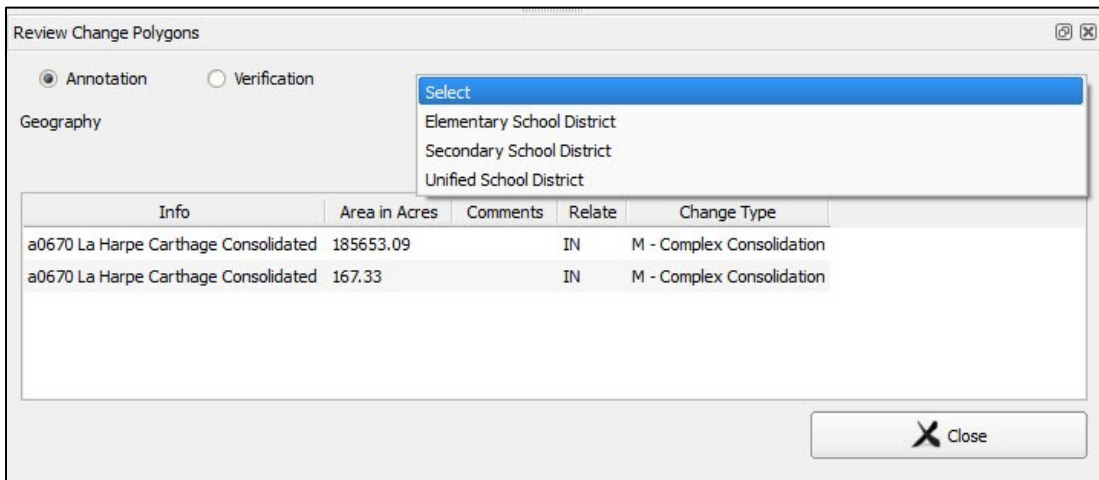 Review Change Polygons
Annotation Verification
Select
Geography
Elementary School District
Secondary School District
Unified School District
Info Area in Acres Comments Relate Change Type
a0670 La Harpe Carthage Consolidated 185653.09 IN M - Complex Consolidation
a0670 La Harpe Carthage Consolidated 167.33 IN M - Complex Consolidation
Close